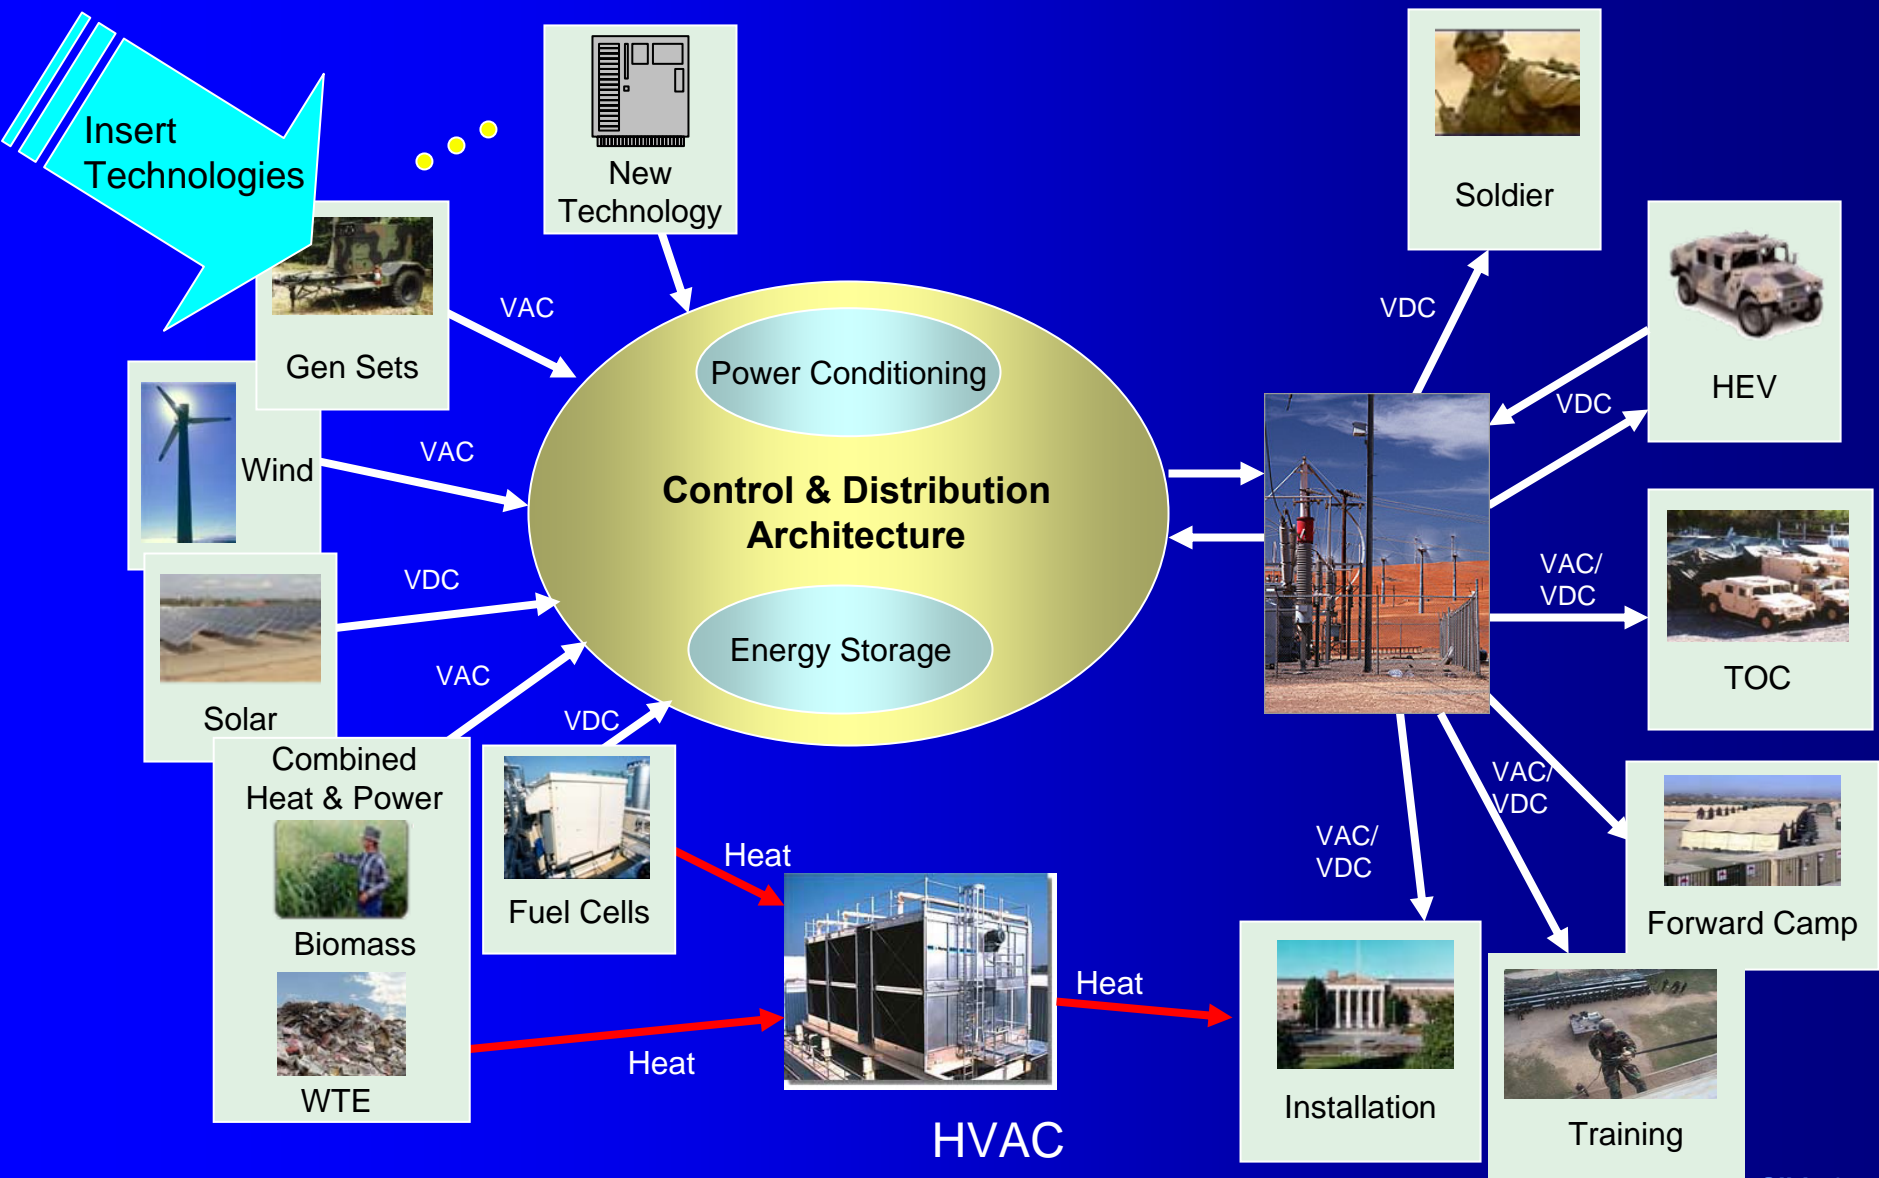 Insert
Technologies
New
Technology
Soldier
Gen Sets
VAC
VDC
HEV
VDC
Wind
VAC
Power Conditioning
Control & Distribution
Architecture
Energy Storage
VDC
Solar
VAC
VDC
VAC/
VDC
TOC
Combined
Heat & Power
Biomass
WTE
Fuel Cells
Heat
Heat
HVAC
Heat
VAC/
VDC
VAC/
VDC
Forward Camp
Installation
Training